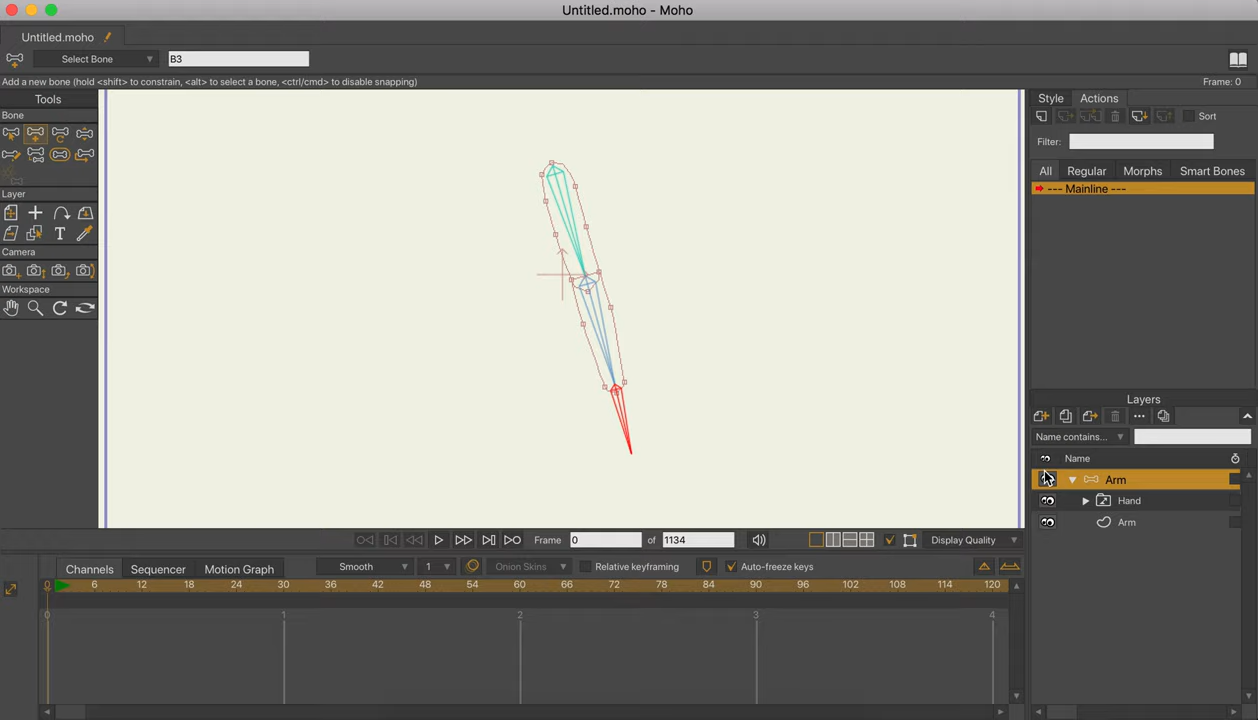 Untitled.moho - Moho
Untitled.moho
Select Bone
B3
Add a new bone (hold <shift> to constrain, <alt> to select a bone, <ctrl/cmd> to disable snapping)
Frame: 0
Tools
Bone
Layer
Camera
Workspace
Style
Actions
Sort
Filter:
All
Regular
Morphs
Smart Bones
--- Mainline ---
Layers
Name contains...
Name
Arm
Hand
Arm
Frame
0
of
1134
Display Quality
Channels
Sequencer
Motion Graph
Smooth
1
Onion Skins
Relative keyframing
Auto-freeze keys
0 6 12 18 24 30 36 42 48 54 60 66 72 78 84 90 96 102 108 114 120
0 1 2 3 4